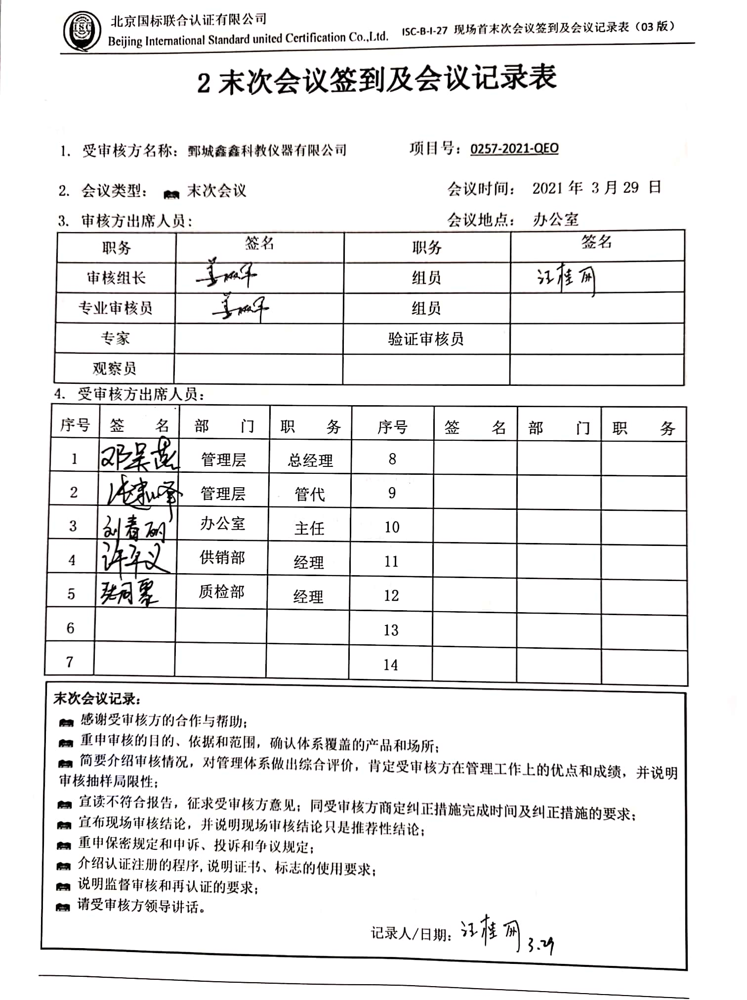 ISC
北京国标联合认证有限公司
Beijing International Standard united Certification Co.,Ltd.
ISC-B-I-27 现场首末次会议签到及会议记录表（03 版）
2 末次会议签到及会议记录表
1. 受审核方名称：鄄城鑫鑫科教仪器有限公司 项目号：0257-2021-QEO
2. 会议类型： 末次会议 会议时间： 2021 年 3 月 29 日
3. 审核方出席人员： 会议地点： 办公室
职务 签名 职务 签名
审核组长 组员 汪桂丽
专业审核员 组员
专家 验证审核员
观察员
4. 受审核方出席人员：
序号 签 名 部 门 职 务 序号 签 名 部 门 职 务
1 管理层 总经理 8
2 管理层 管代 9
3 刘春丽 办公室 主任 10
4 许军义 供销部 经理 11
5 质检部 经理 12
6 13
7 14
末次会议记录：
感谢受审核方的合作与帮助；
重申审核的目的、依据和范围，确认体系覆盖的产品和场所；
简要介绍审核情况，对管理体系做出综合评价，肯定受审核方在管理工作上的优点和成绩，并说明
审核抽样局限性；
宣读不符合报告，征求受审核方意见；同受审核方商定纠正措施完成时间及纠正措施的要求；
宣布现场审核结论，并说明现场审核结论只是推荐性结论；
重申保密规定和申诉、投诉和争议规定；
介绍认证注册的程序,说明证书、标志的使用要求；
说明监督审核和再认证的要求；
请受审核方领导讲话。
记录人/日期：汪桂丽 3.29